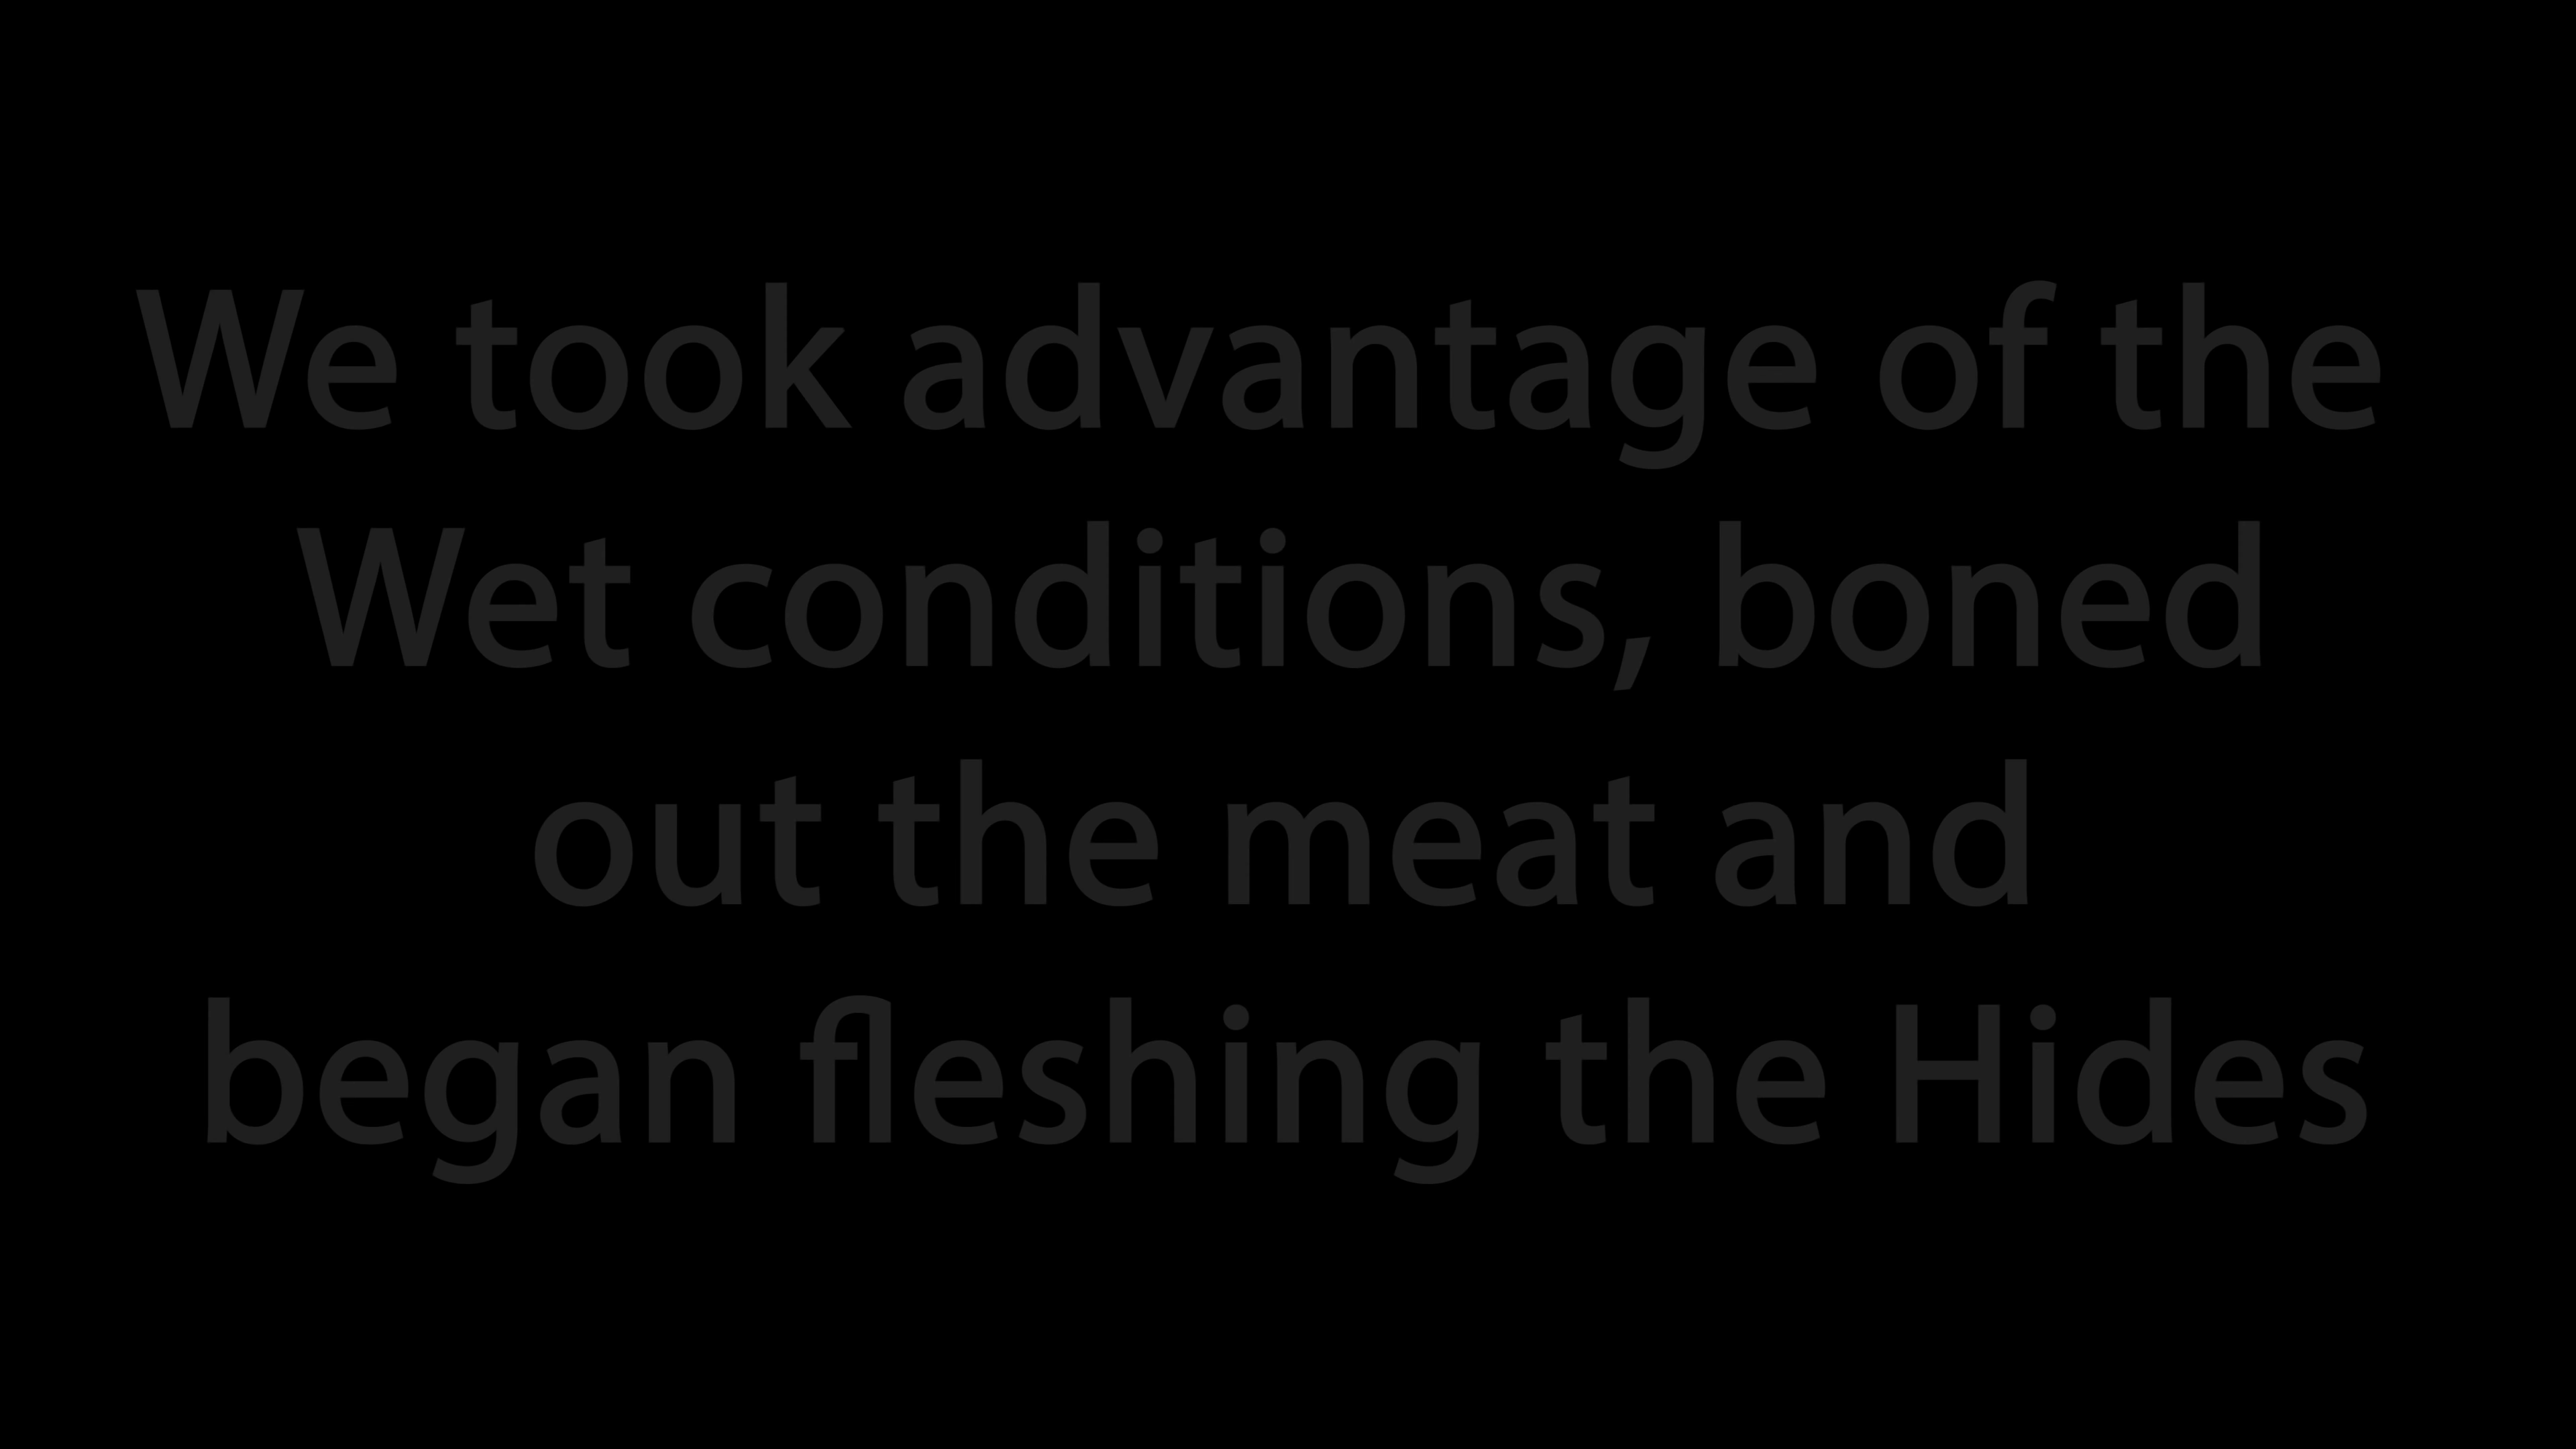 We took advantage of the
Wet conditions, boned
out the meat and
began fleshing the Hides